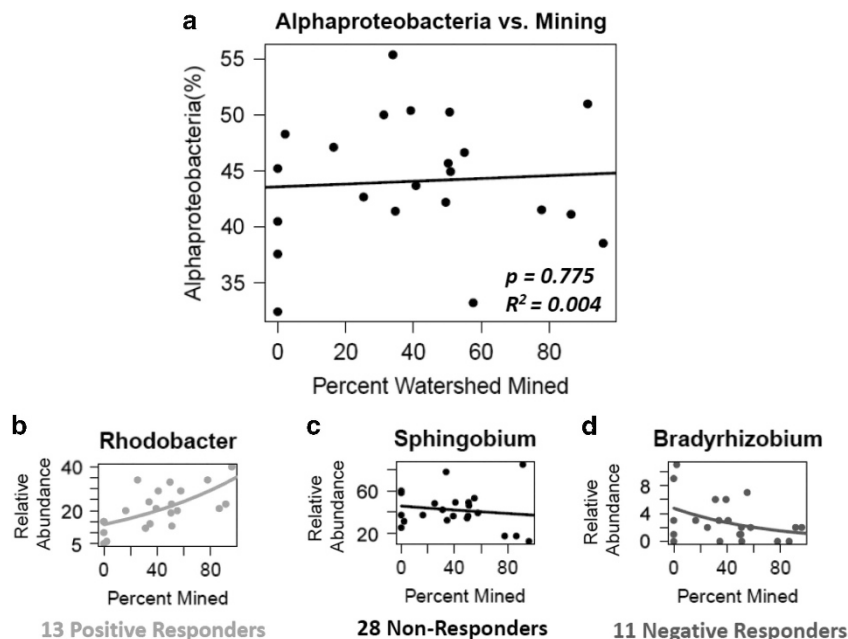 a
Alphaproteobacteria vs. Mining
Alphaproteobacteria(%)
55
50
45
40
35
p = 0.775
R² = 0.004
0 20 40 60 80
Percent Watershed Mined
b
Rhodobacter
Relative
Abundance
40
20
5
0 40 80
Percent Mined
13 Positive Responders
c
Sphingobium
Relative
Abundance
60
20
0 40 80
Percent Mined
28 Non-Responders
d
Bradyrhizobium
Relative
Abundance
8
4
0
0 40 80
Percent Mined
11 Negative Responders